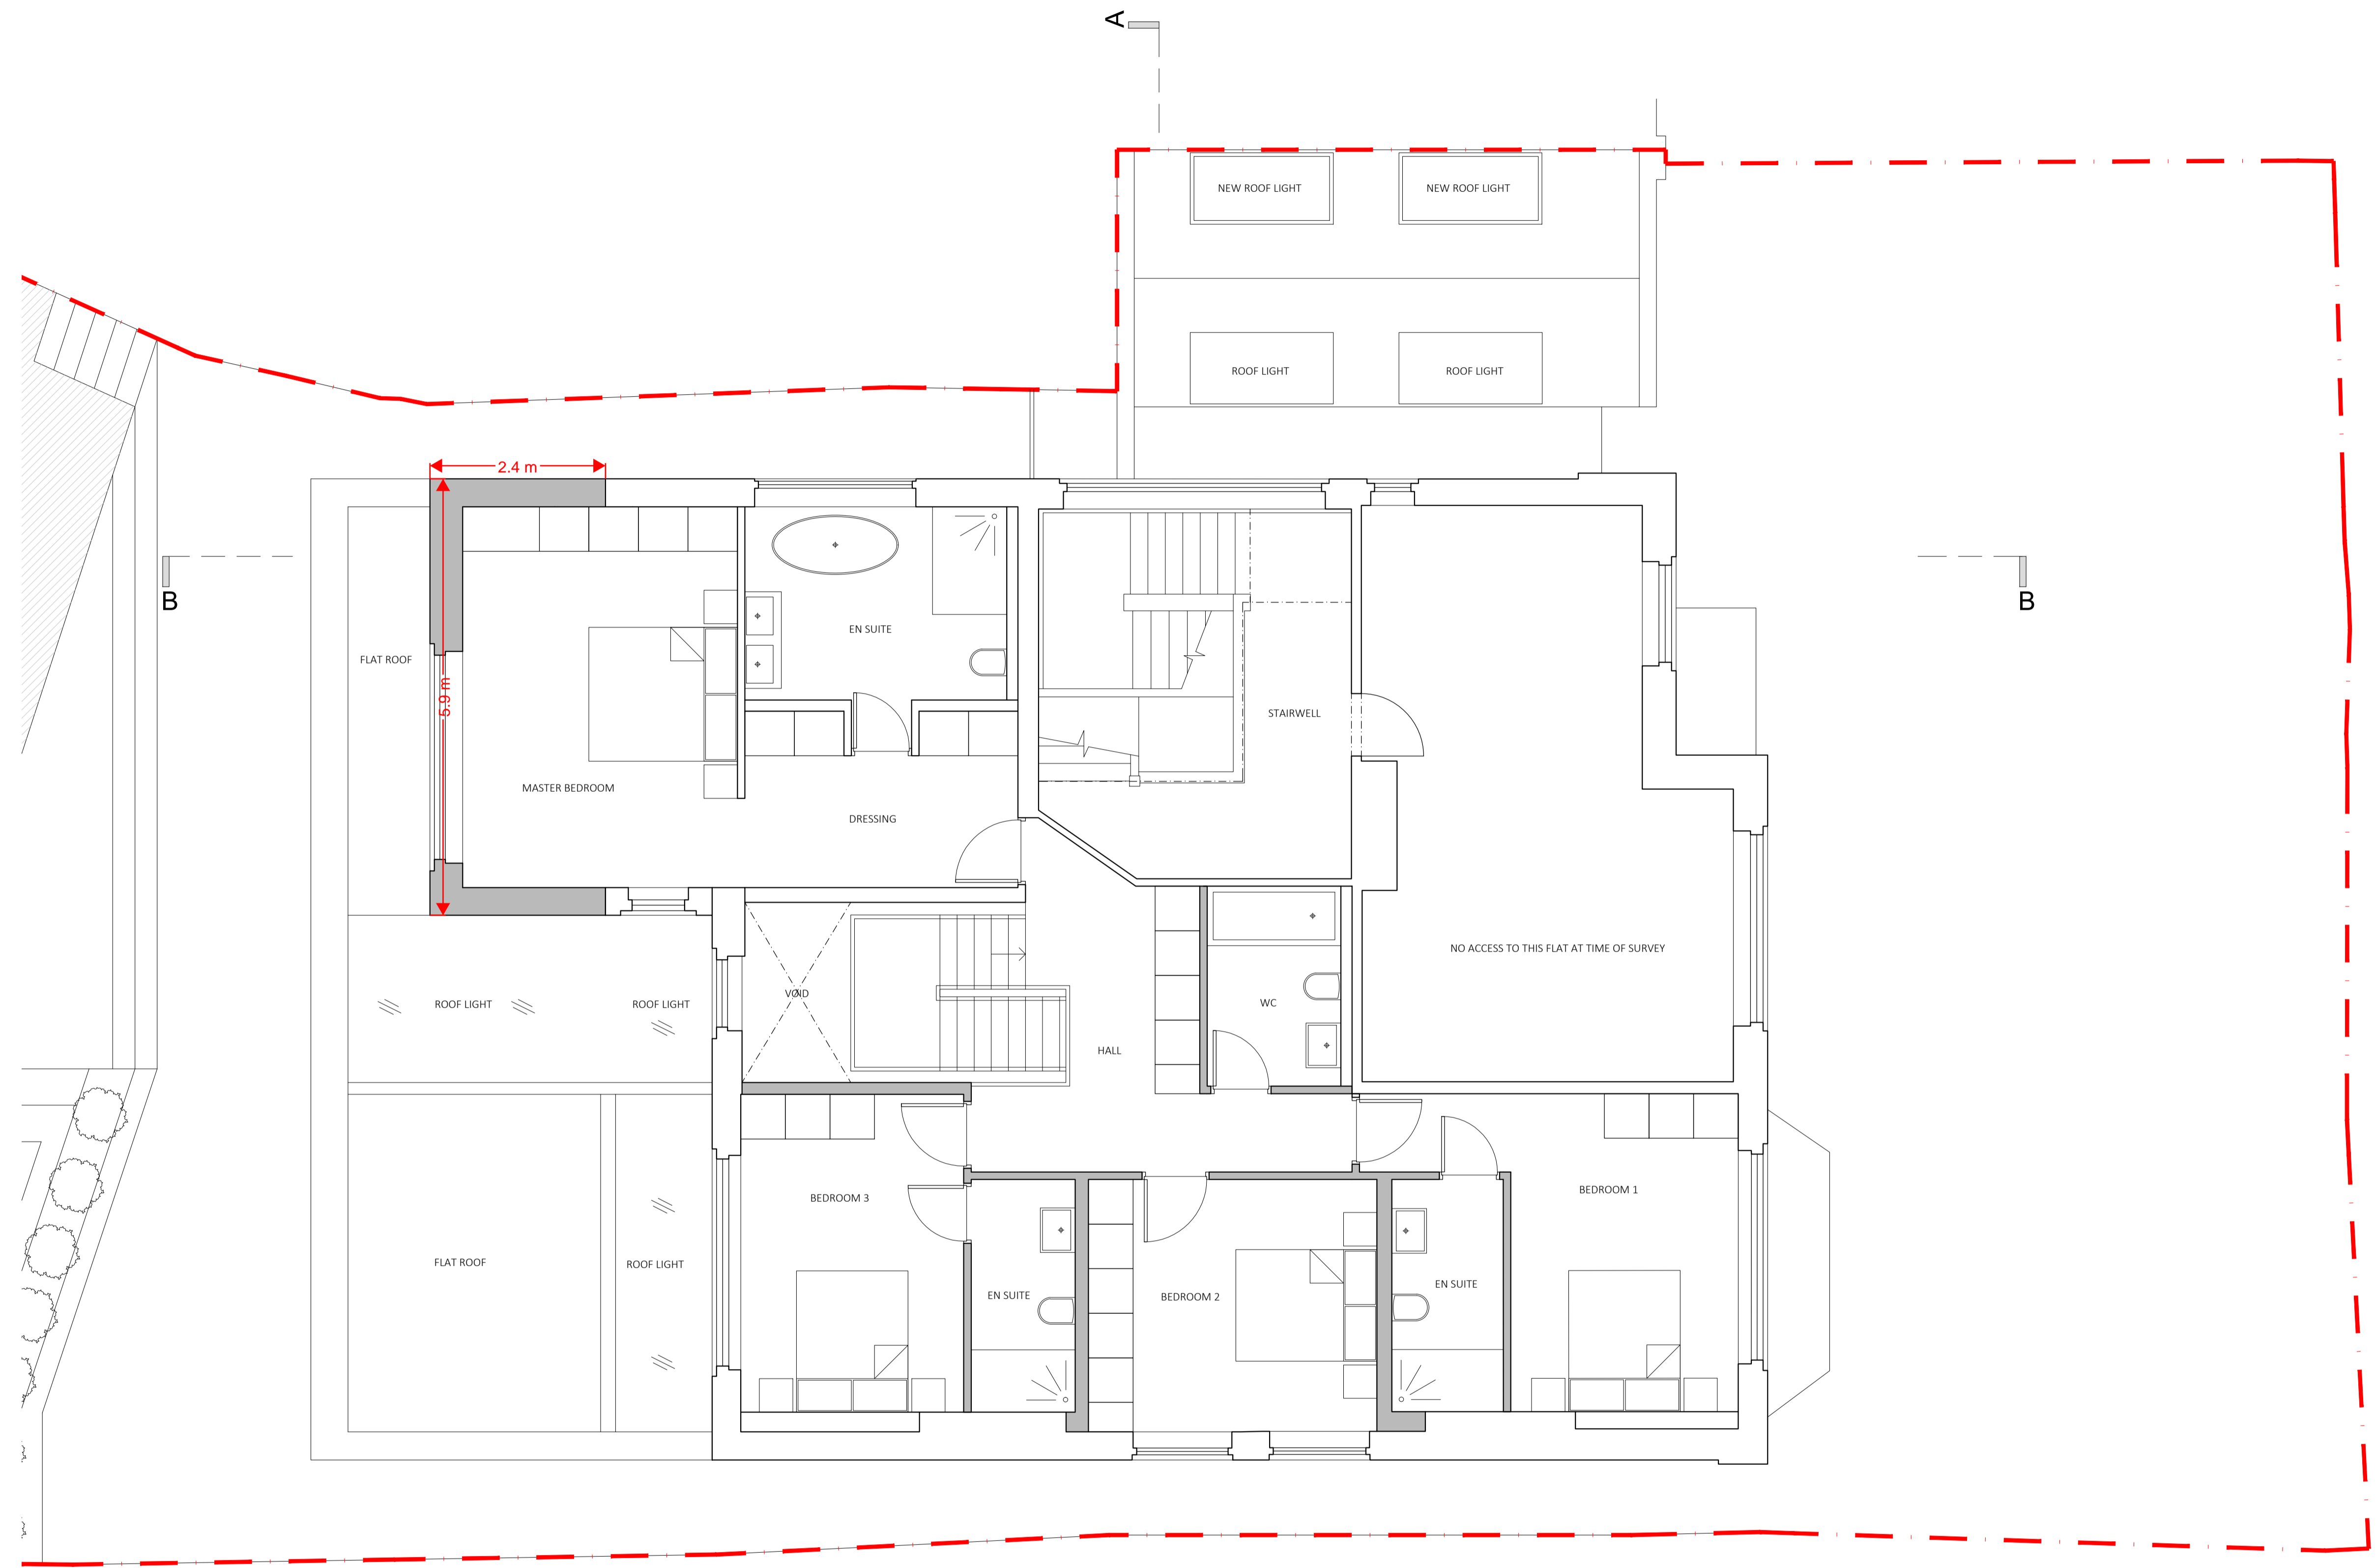 A
NEW ROOF LIGHT
NEW ROOF LIGHT
ROOF LIGHT
ROOF LIGHT
2.4 m
B
B
EN SUITE
FLAT ROOF
5.9 m
STAIRWELL
MASTER BEDROOM
DRESSING
NO ACCESS TO THIS FLAT AT TIME OF SURVEY
VOID
ROOF LIGHT
ROOF LIGHT
WC
HALL
BEDROOM 3
BEDROOM 1
FLAT ROOF
ROOF LIGHT
EN SUITE
BEDROOM 2
EN SUITE